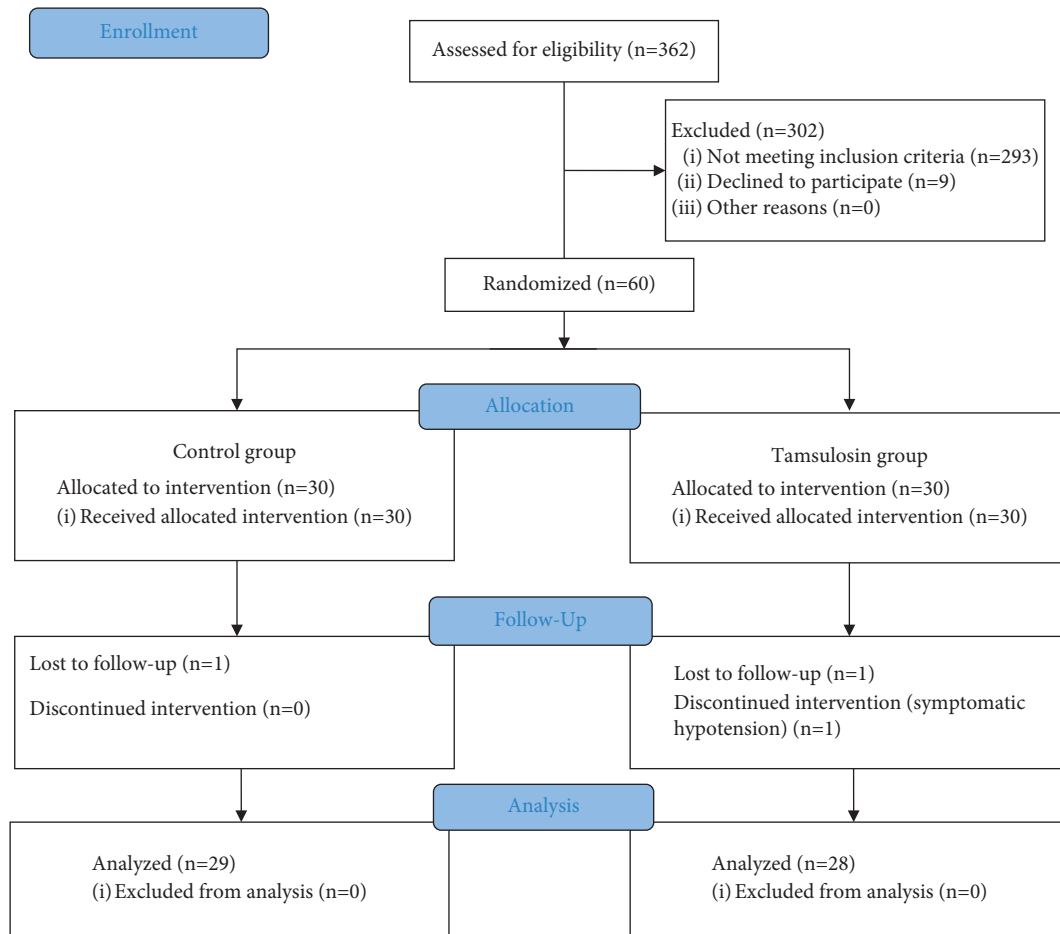 Enrollment
Assessed for eligibility (n=362)
Excluded (n=302)
(i) Not meeting inclusion criteria (n=293)
(ii) Declined to participate (n=9)
(iii) Other reasons (n=0)
Randomized (n=60)
Allocation
Control group
Allocated to intervention (n=30)
(i) Received allocated intervention (n=30)
Tamsulosin group
Allocated to intervention (n=30)
(i) Received allocated intervention (n=30)
Follow-Up
Lost to follow-up (n=1)
Discontinued intervention (n=0)
Lost to follow-up (n=1)
Discontinued intervention (symptomatic
hypotension) (n=1)
Analysis
Analyzed (n=29)
(i) Excluded from analysis (n=0)
Analyzed (n=28)
(i) Excluded from analysis (n=0)